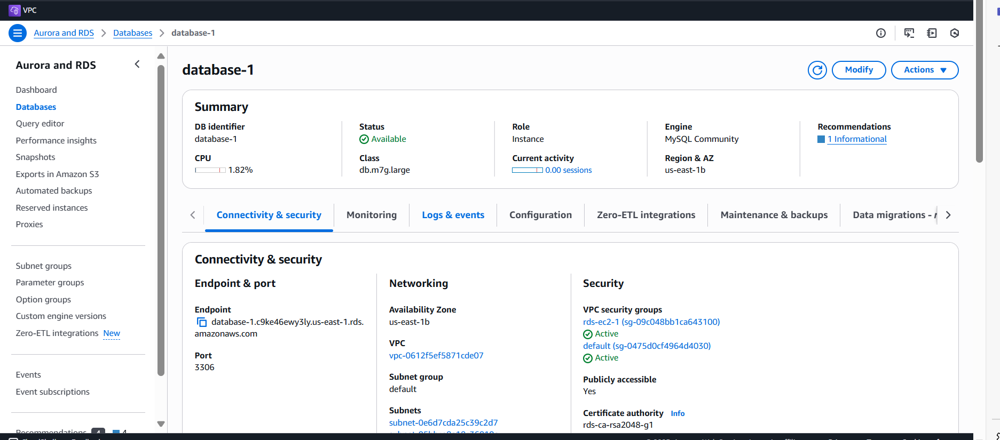 VPC
Aurora and RDS
Databases
database-1
Aurora and RDS
Dashboard
Databases
Query editor
Performance insights
Snapshots
Exports in Amazon S3
Automated backups
Reserved instances
Proxies
Subnet groups
Parameter groups
Option groups
Custom engine versions
Zero-ETL integrations New
Events
Event subscriptions
Recommendations 4 4
database-1
Modify
Actions
Summary
DB identifier
database-1
Status
Available
Role
Instance
Engine
MySQL Community
Recommendations
1 Informational
CPU
1.82%
Class
db.m7g.large
Current activity
0.00 sessions
Region & AZ
us-east-1b
Connectivity & security
Monitoring
Logs & events
Configuration
Zero-ETL integrations
Maintenance & backups
Data migrations -
Connectivity & security
Endpoint & port
Endpoint
database-1.c9ke46ewy3ly.us-east-1.rds.
amazonaws.com
Port
3306
Networking
Availability Zone
us-east-1b
VPC
vpc-0612f5ef5871cde07
Subnet group
default
Subnets
subnet-0e6d7cda25c39c2d7
Security
VPC security groups
rds-ec2-1 (sg-09c048bb1ca643100)
Active
default (sg-0475d0cf4964d4030)
Active
Publicly accessible
Yes
Certificate authority Info
rds-ca-rsa2048-g1